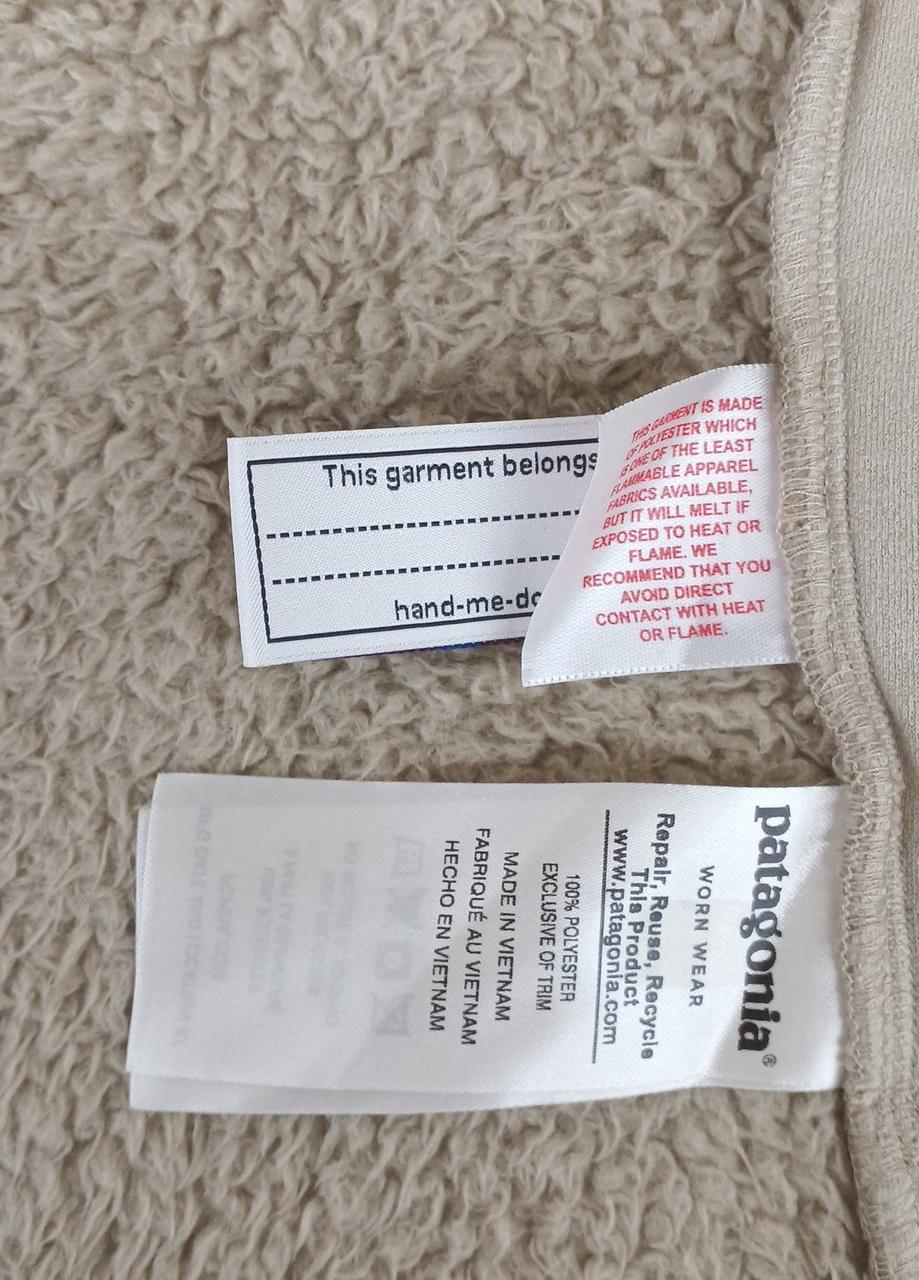 This garment belongs
hand-me-do
THIS GARMENT IS MADE
OF POLYESTER WHICH
IS ONE OF THE LEAST
FLAMMABLE APPAREL
FABRICS AVAILABLE,
BUT IT WILL MELT IF
EXPOSED TO HEAT OR
FLAME. WE
RECOMMEND THAT YOU
AVOID DIRECT
CONTACT WITH HEAT
OR FLAME.
patagonia®
WORN WEAR
Repair, Reuse, Recycle
This Product
www.patagonia.com
100% POLYESTER
EXCLUSIVE OF TRIM
MADE IN VIETNAM
FABRIQUÉ AU VIETNAM
HECHO EN VIETNAM